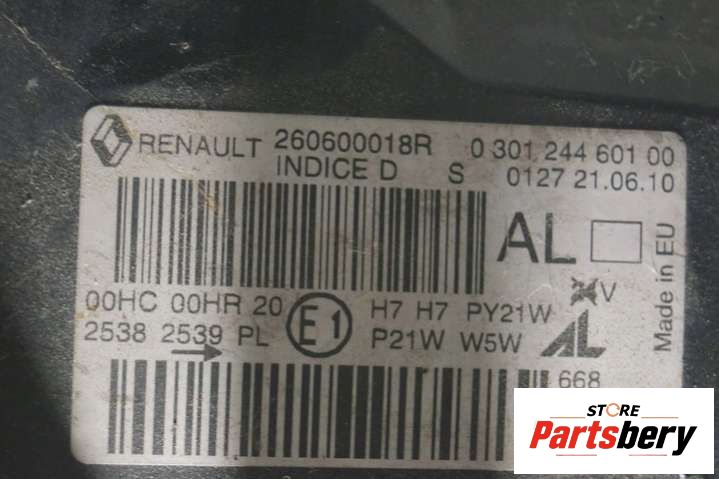 RENAULT 260600018R 0 301 244 601 00
INDICE D S 0127 21.06.10
AL
Made in EU
00HC 00HR 20 E1 H7 H7 PY21W V
2538 2539 PL P21W W5W AL
668
STORE
Partsbery